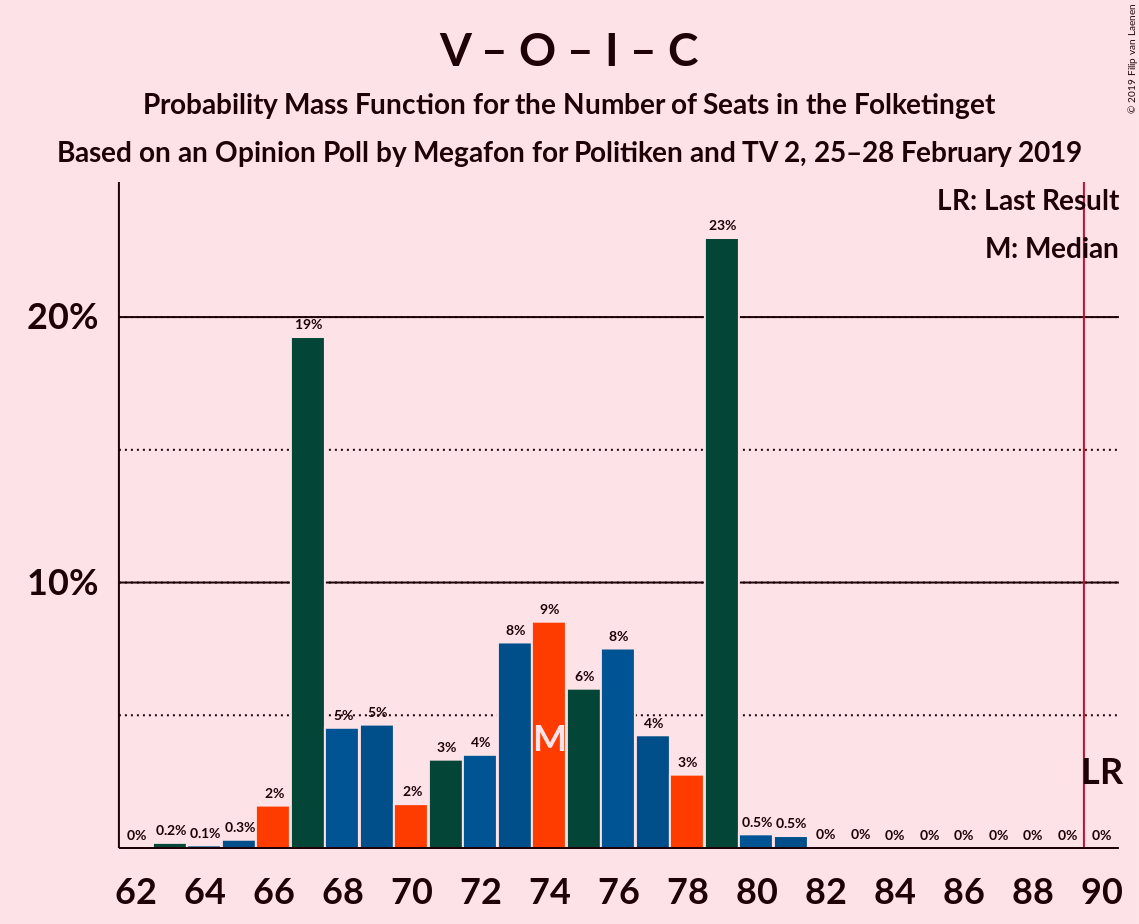 V – O – I – C
Probability Mass Function for the Number of Seats in the Folketinget
Based on an Opinion Poll by Megafon for Politiken and TV 2, 25–28 February 2019
© 2019 Filip van Laenen
LR: Last Result
M: Median
20%
10%
0% 0.2% 0.1% 0.3% 2% 19% 5% 5% 2% 3% 4% 8% 9% 6% 8% 4% 3% 23% 0.5% 0.5% 0% 0% 0% 0% 0% 0% 0% 0% 0%
M
LR
62 64 66 68 70 72 74 76 78 80 82 84 86 88 90